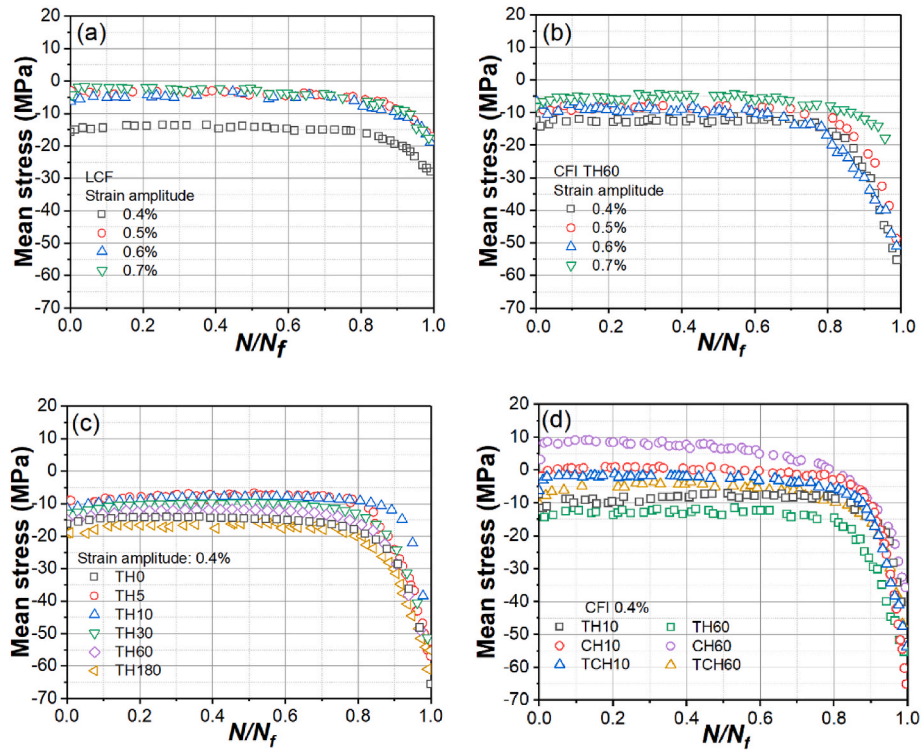 (a)
Mean stress (MPa)
20
10
0
-10
-20
-30
-40
-50
-60
-70
LCF
Strain amplitude
0.4%
0.5%
0.6%
0.7%
0.0 0.2 0.4 0.6 0.8 1.0
N/Nf
(b)
Mean stress (MPa)
20
10
0
-10
-20
-30
-40
-50
-60
-70
CFI TH60
Strain amplitude
0.4%
0.5%
0.6%
0.7%
0.0 0.2 0.4 0.6 0.8 1.0
N/Nf
(c)
Mean stress (MPa)
20
10
0
-10
-20
-30
-40
-50
-60
-70
Strain amplitude: 0.4%
TH0
TH5
TH10
TH30
TH60
TH180
0.0 0.2 0.4 0.6 0.8 1.0
N/Nf
(d)
Mean stress (MPa)
20
10
0
-10
-20
-30
-40
-50
-60
-70
CFI 0.4%
TH10 TH60
CH10 CH60
TCH10 TCH60
0.0 0.2 0.4 0.6 0.8 1.0
N/Nf